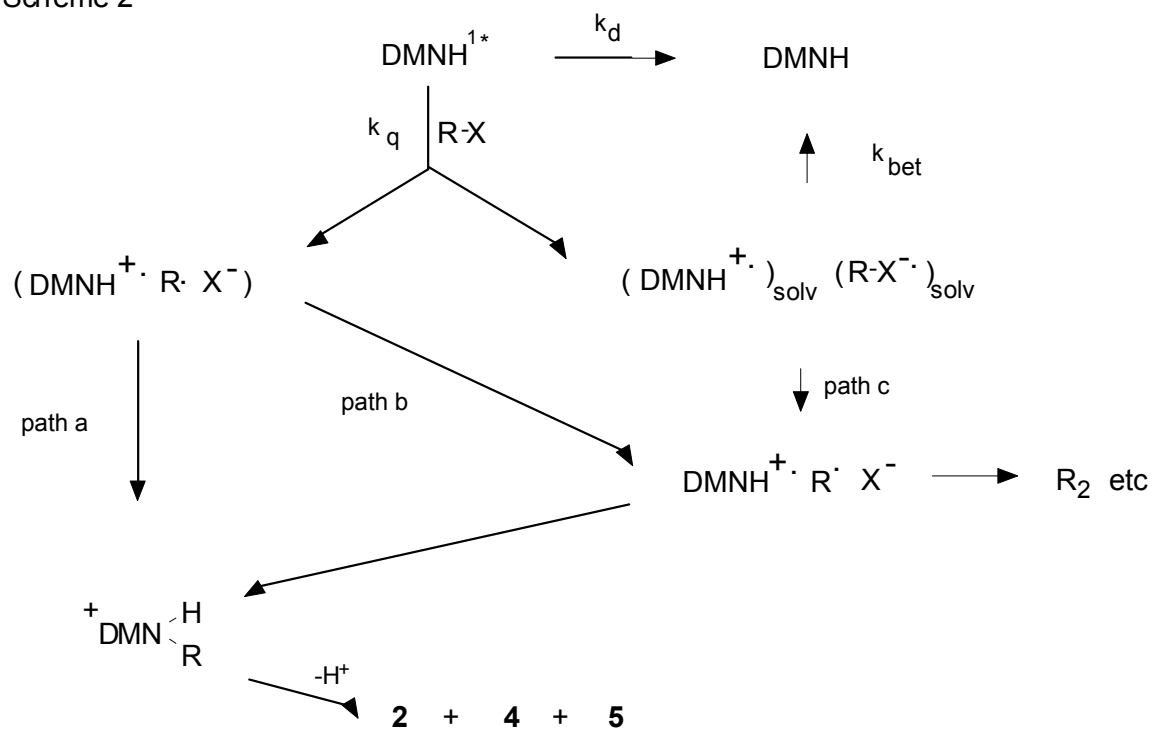 Scheme 2
DMNH1* kd DMNH
kq R-X kbet
(DMNH+· R· X-) (DMNH+·)solv (R-X-·)solv
path a path b path c
DMNH+· R· X- R2 etc
+DMN H
R
-H+
2 + 4 + 5